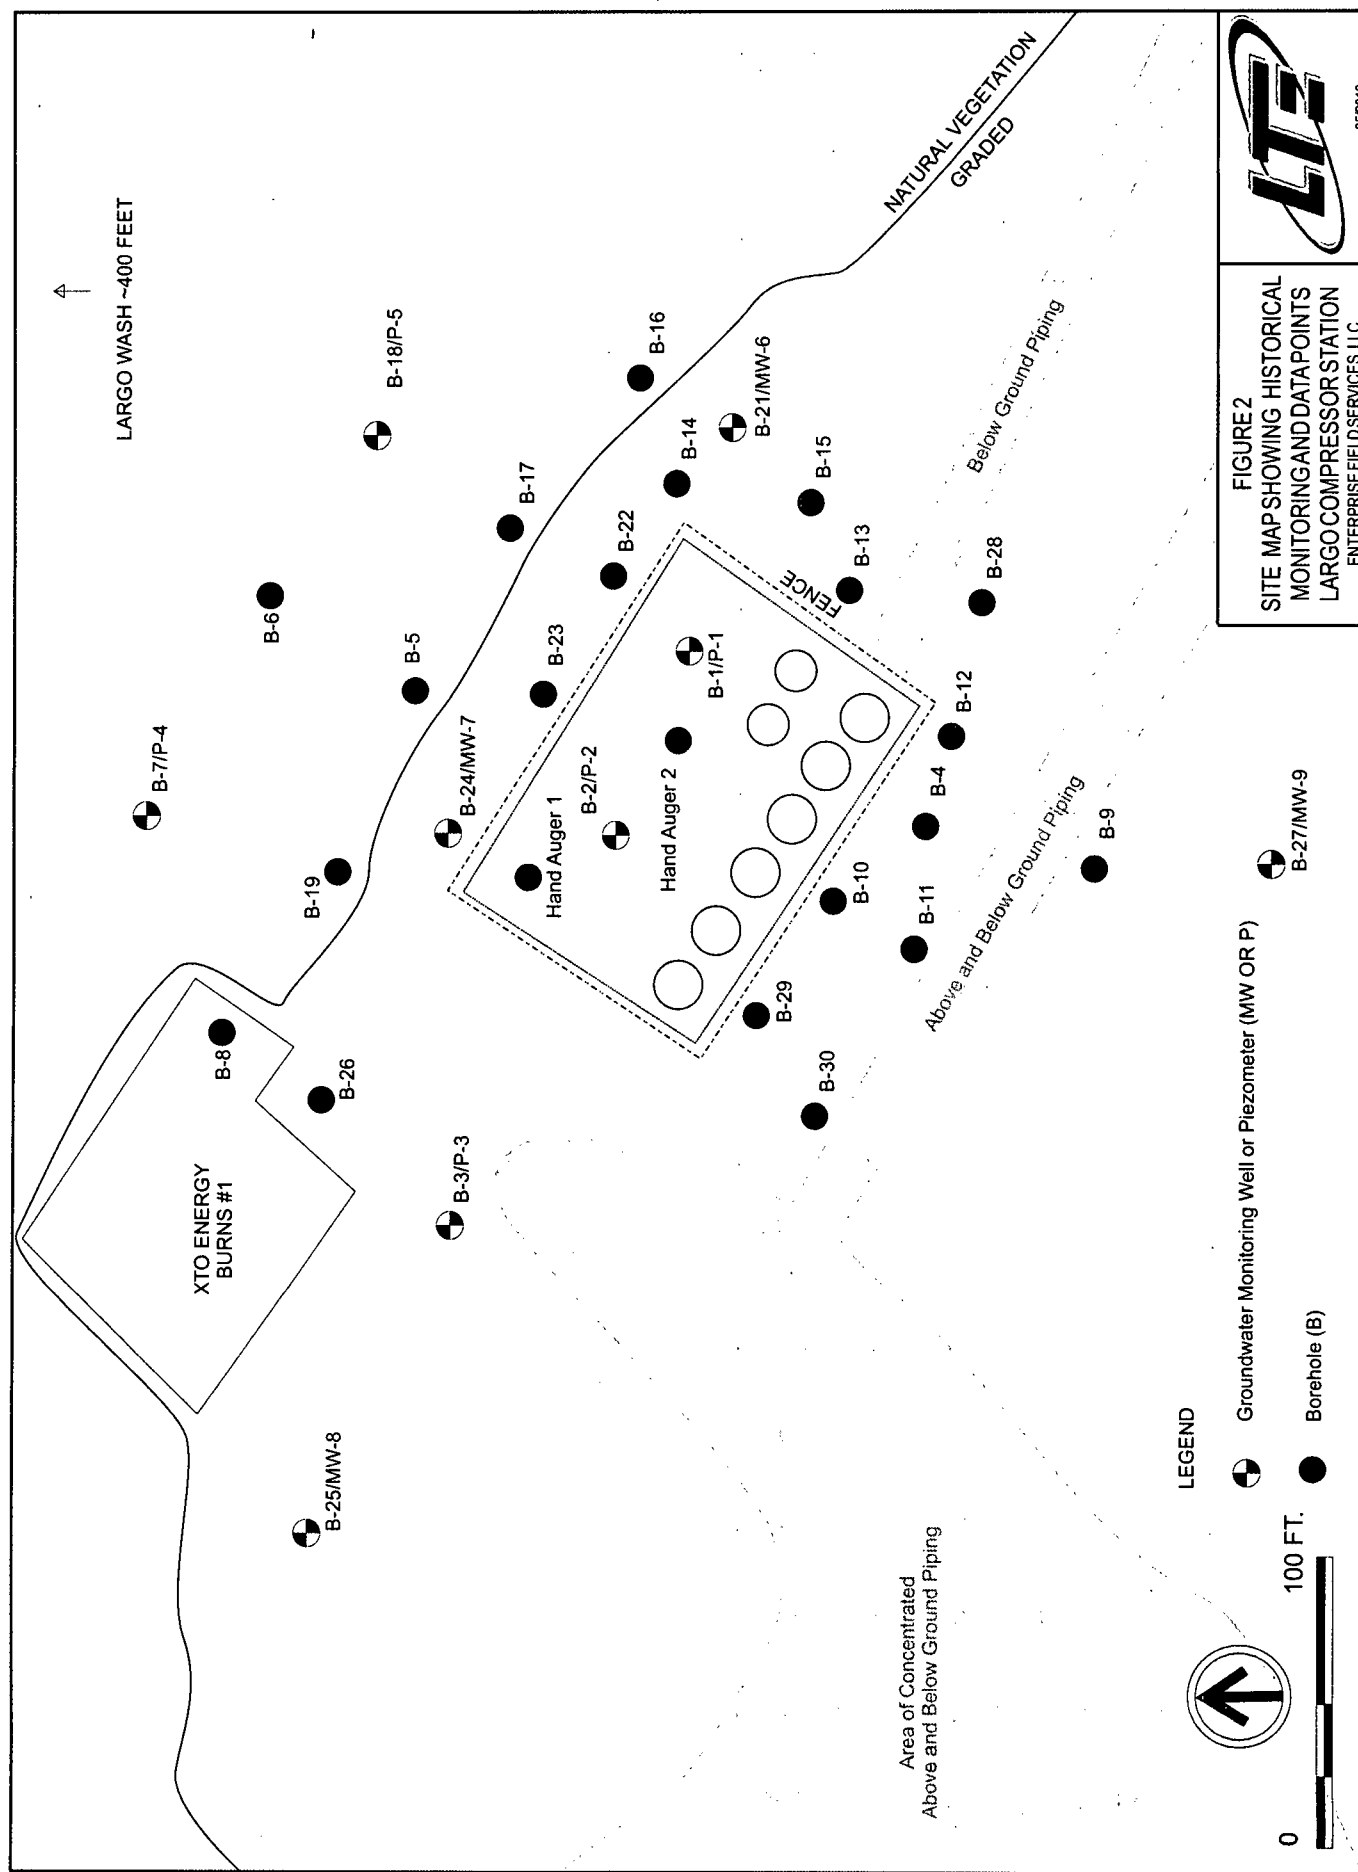 LARGO WASH ~400 FEET
B-7/P-4
B-6
B-18/P-5
B-5
B-19
B-17
B-16
B-8
B-26
XTO ENERGY
BURNS #1
B-25/MW-8
B-3/P-3
B-24/MW-7
B-23
B-22
B-14
B-21/MW-6
B-15
B-13
B-28
Hand Auger 1
B-2/P-2
Hand Auger 2
B-1/P-1
FENCE
B-12
B-4
B-10
B-11
B-29
B-30
B-9
B-27/MW-9
NATURAL VEGETATION
GRADED
Below Ground Piping
Above and Below Ground Piping
Area of Concentrated
Above and Below Ground Piping
LEGEND
Groundwater Monitoring Well or Piezometer (MW OR P)
Borehole (B)
0
100 FT.
FIGURE 2
SITE MAP SHOWING HISTORICAL
MONITORING AND DATA POINTS
LARGO COMPRESSOR STATION
ENTERPRISE FIELD SERVICES, LLC
LTE